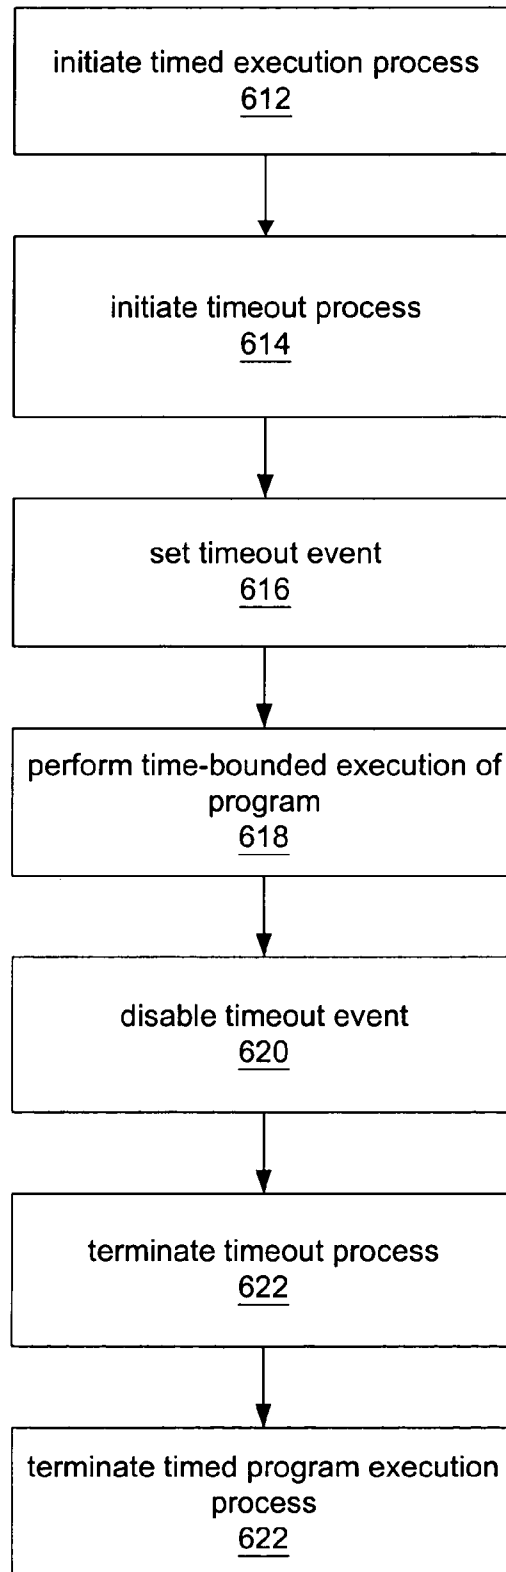 initiate timed execution process
612
initiate timeout process
614
set timeout event
616
perform time-bounded execution of
program
618
disable timeout event
620
terminate timeout process
622
terminate timed program execution
process
622